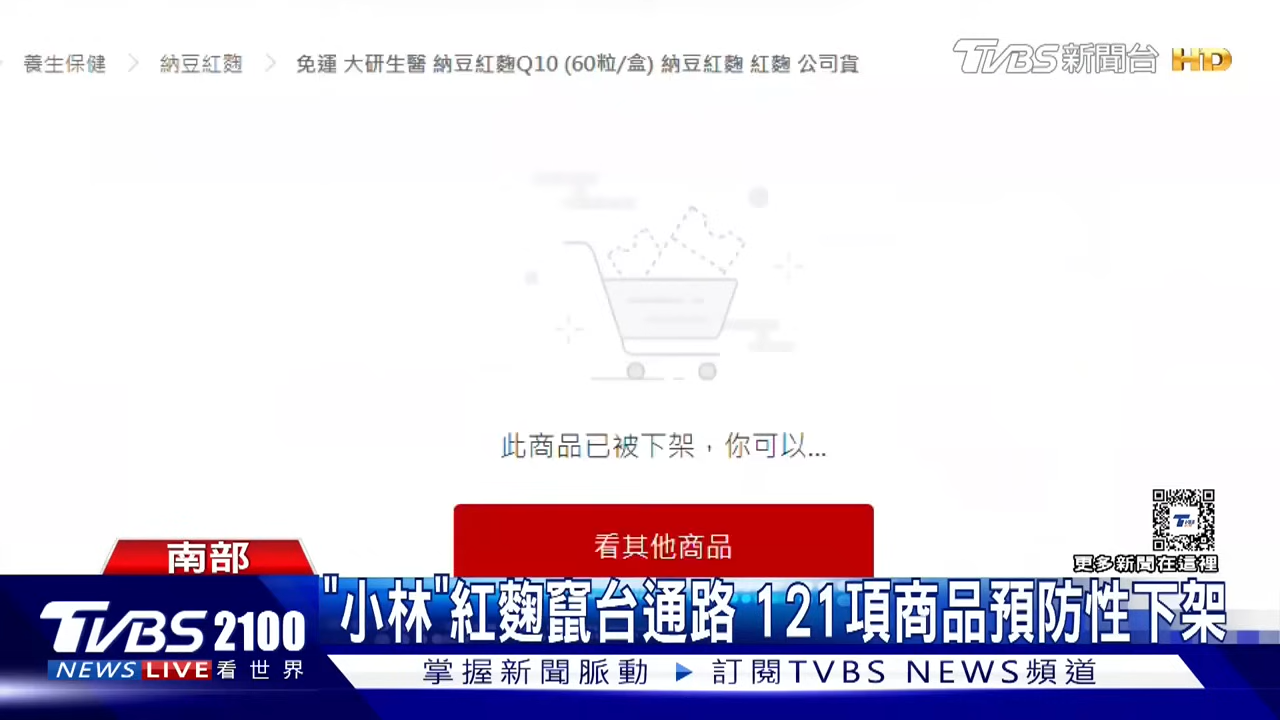 養生保健 > 納豆紅麴 > 免運 大研生醫 納豆紅麴Q10 (60粒/盒) 納豆紅麴 紅麴 公司貨
TVBS新聞台 HD
此商品已被下架，你可以...
看其他商品
更多新聞在這裡
南部
"小林"紅麴竄台通路 121項商品預防性下架
TVBS 2100
NEWS LIVE 看世界
掌握新聞脈動 ▶ 訂閱TVBS NEWS頻道